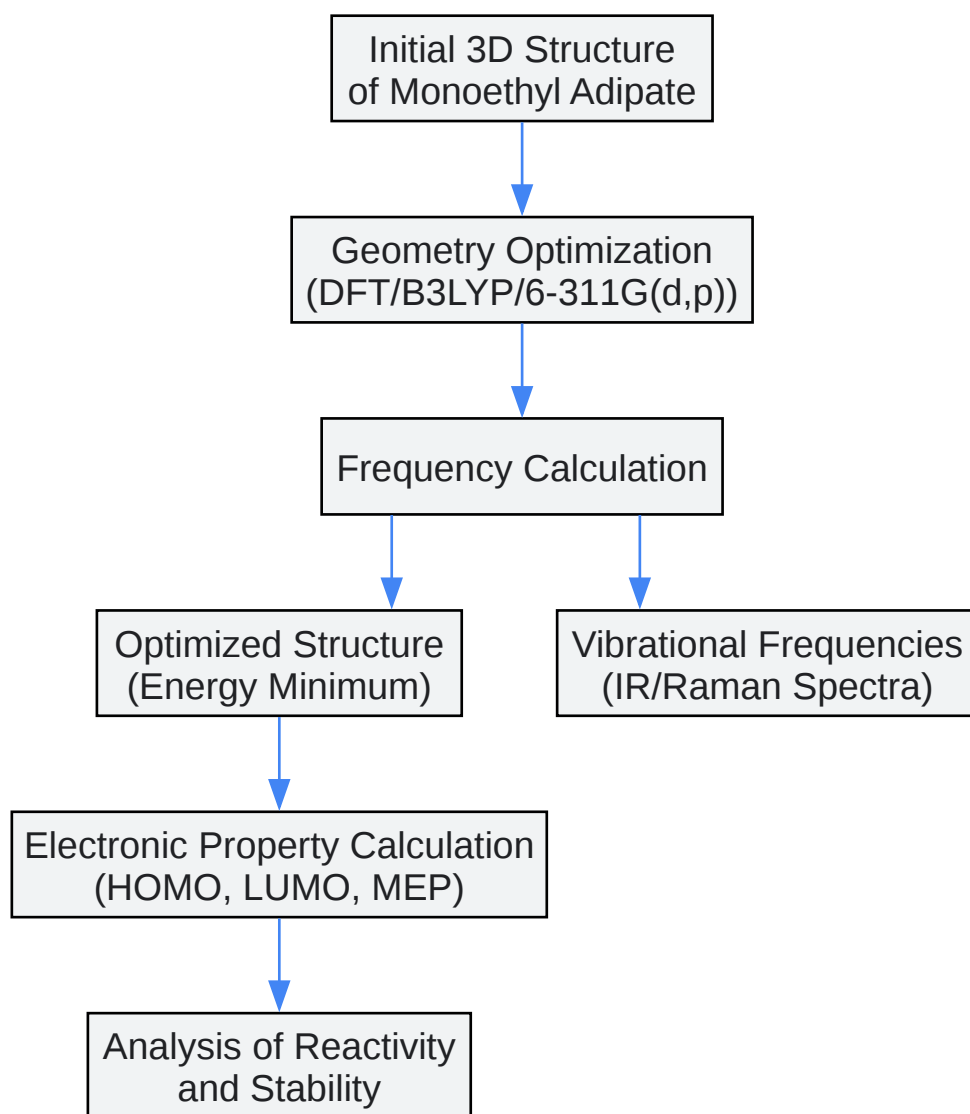 Initial 3D Structure
of Monoethyl Adipate
Geometry Optimization
(DFT/B3LYP/6-311G(d,p))
Frequency Calculation
Optimized Structure
(Energy Minimum)
Vibrational Frequencies
(IR/Raman Spectra)
Electronic Property Calculation
(HOMO, LUMO, MEP)
Analysis of Reactivity
and Stability